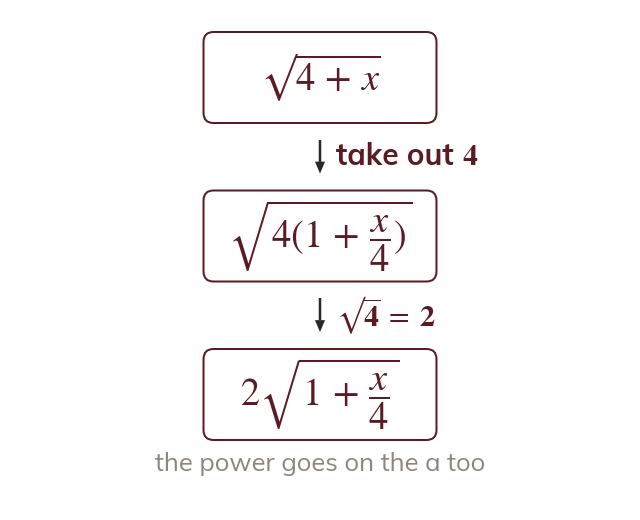 √(4 + x)
take out 4
√(4(1 + x/4))
√4 = 2
2√(1 + x/4)
the power goes on the a too